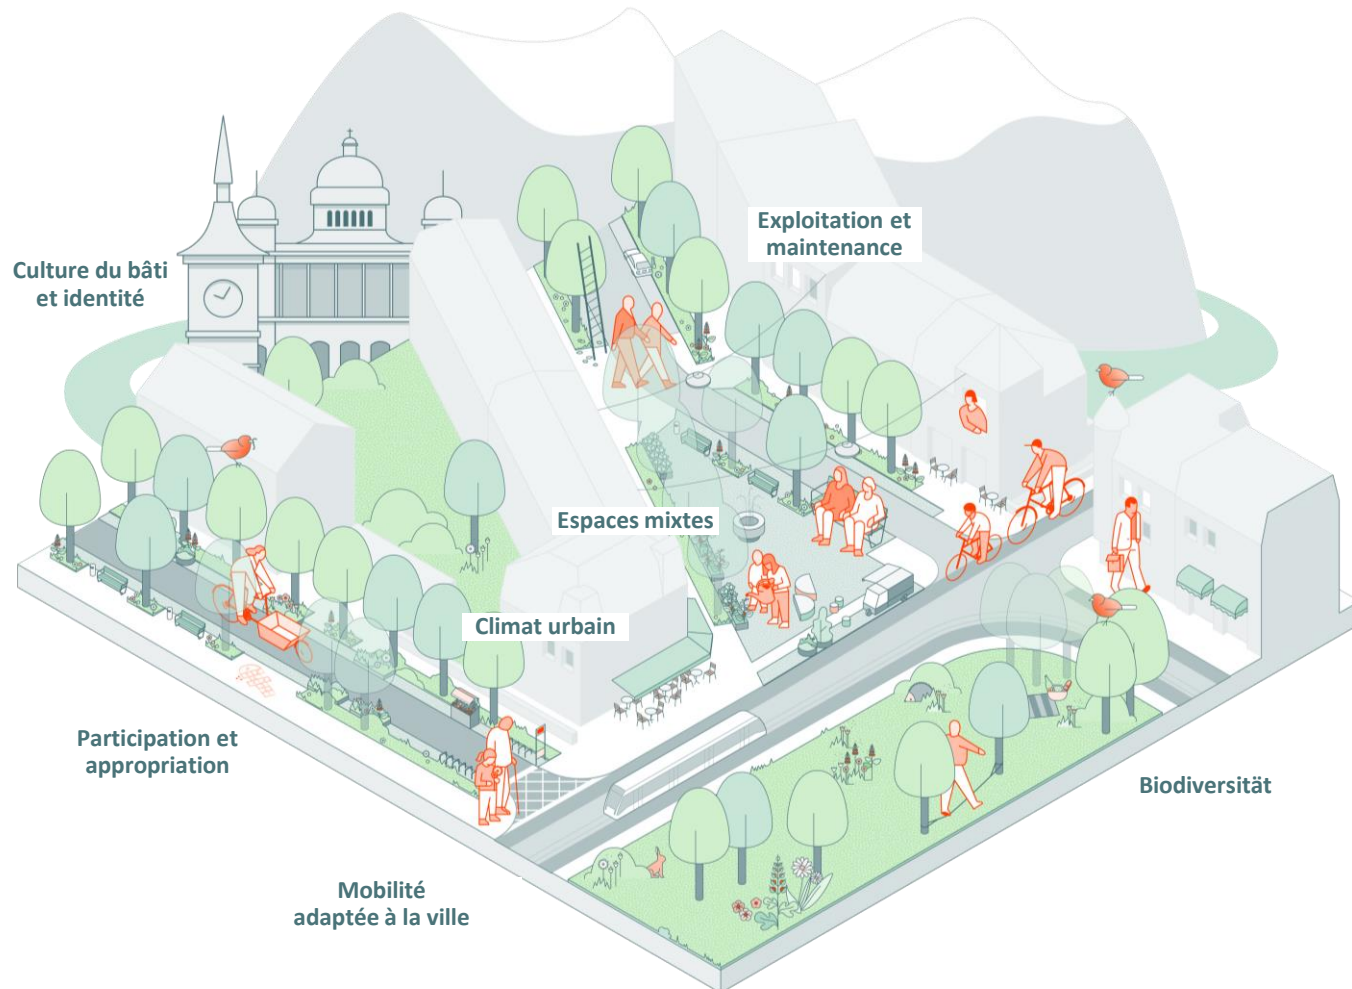 Exploitation et
maintenance
Culture du bâti
et identité
Espaces mixtes
Climat urbain
Participation et
appropriation
Biodiversität
Mobilité
adaptée à la ville